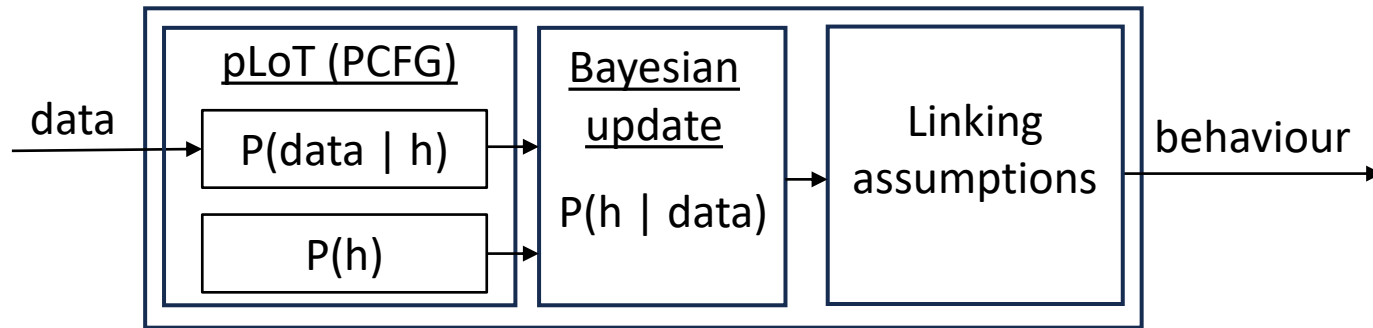 data
pLoT (PCFG)
P(data | h)
P(h)
Bayesian
update
P(h | data)
Linking
assumptions
behaviour